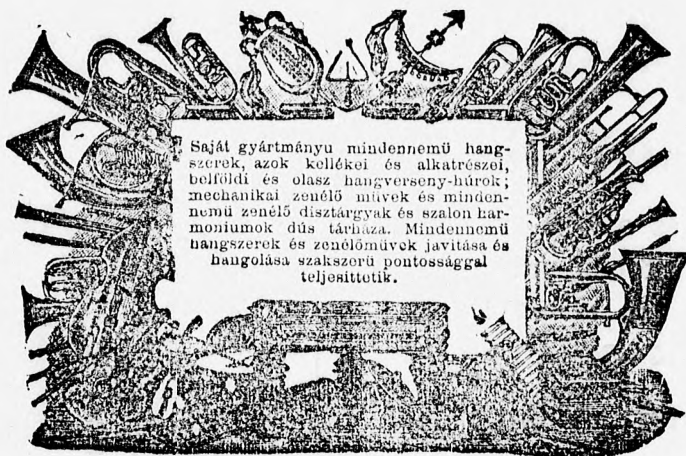 Saját gyártmányu mindennemü hang-
szerek, azok kellékei és alkatrészei,
belföldi és olasz hangverseny-húrok;
mechanikai zenélő művek és minden-
nemü zenélő disztárgyak és szalon har-
moniumok dús tárháza. Mindennemü
hangszerek és zenélőmüvek javitása és
hangolása szakszerü pontossággal
teljesittetik.